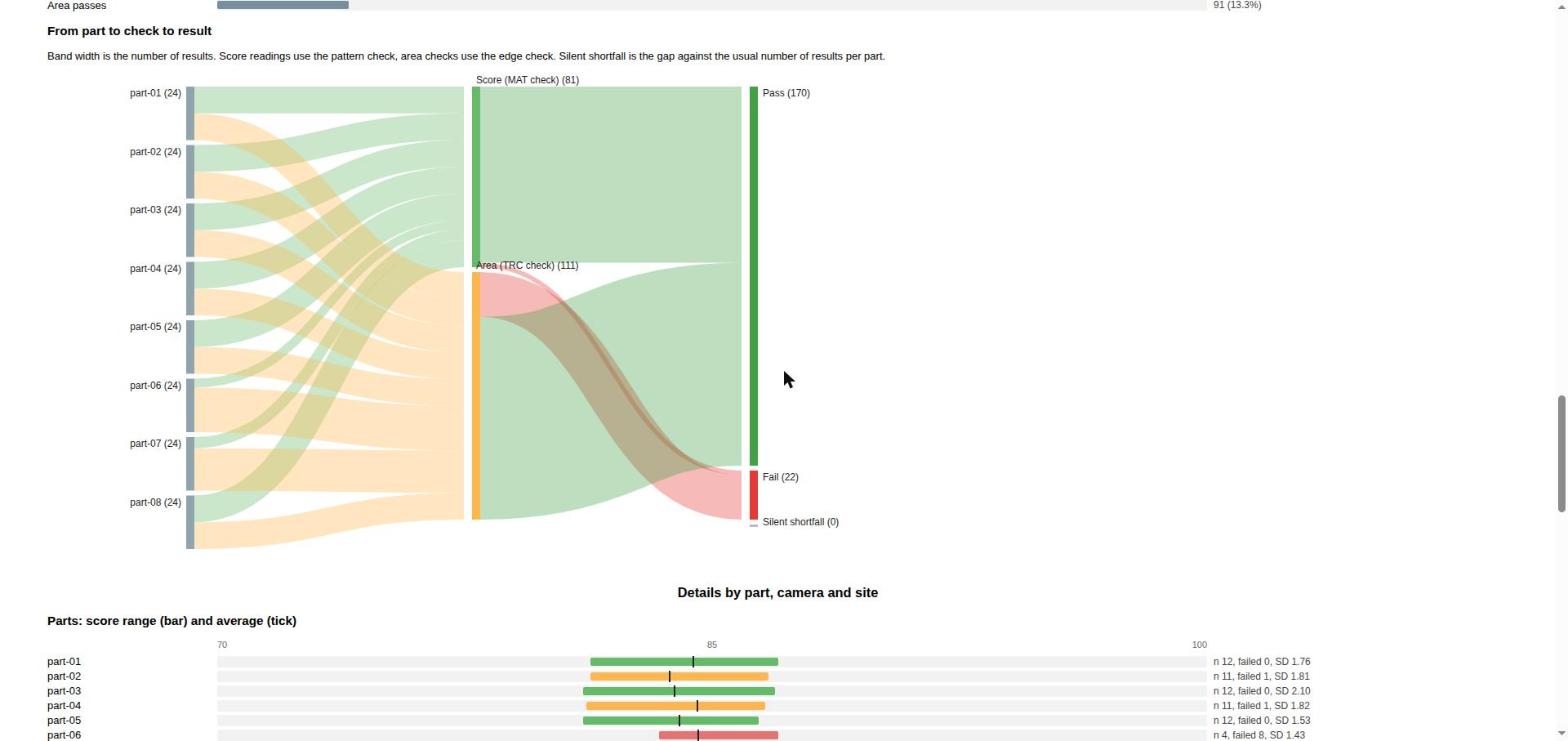 Area passes 91 (13.3%)
From part to check to result
Band width is the number of results. Score readings use the pattern check, area checks use the edge check. Silent shortfall is the gap against the usual number of results per part.
Score (MAT check) (81)
part-01 (24) Pass (170)
part-02 (24)
part-03 (24)
Area (TRC check) (111)
part-04 (24)
part-05 (24)
part-06 (24)
part-07 (24)
Fail (22)
part-08 (24)
Silent shortfall (0)
Details by part, camera and site
Parts: score range (bar) and average (tick)
70 85 100
part-01 n 12, failed 0, SD 1.76
part-02 n 11, failed 1, SD 1.81
part-03 n 12, failed 0, SD 2.10
part-04 n 11, failed 1, SD 1.82
part-05 n 12, failed 0, SD 1.53
part-06 n 4, failed 8, SD 1.43